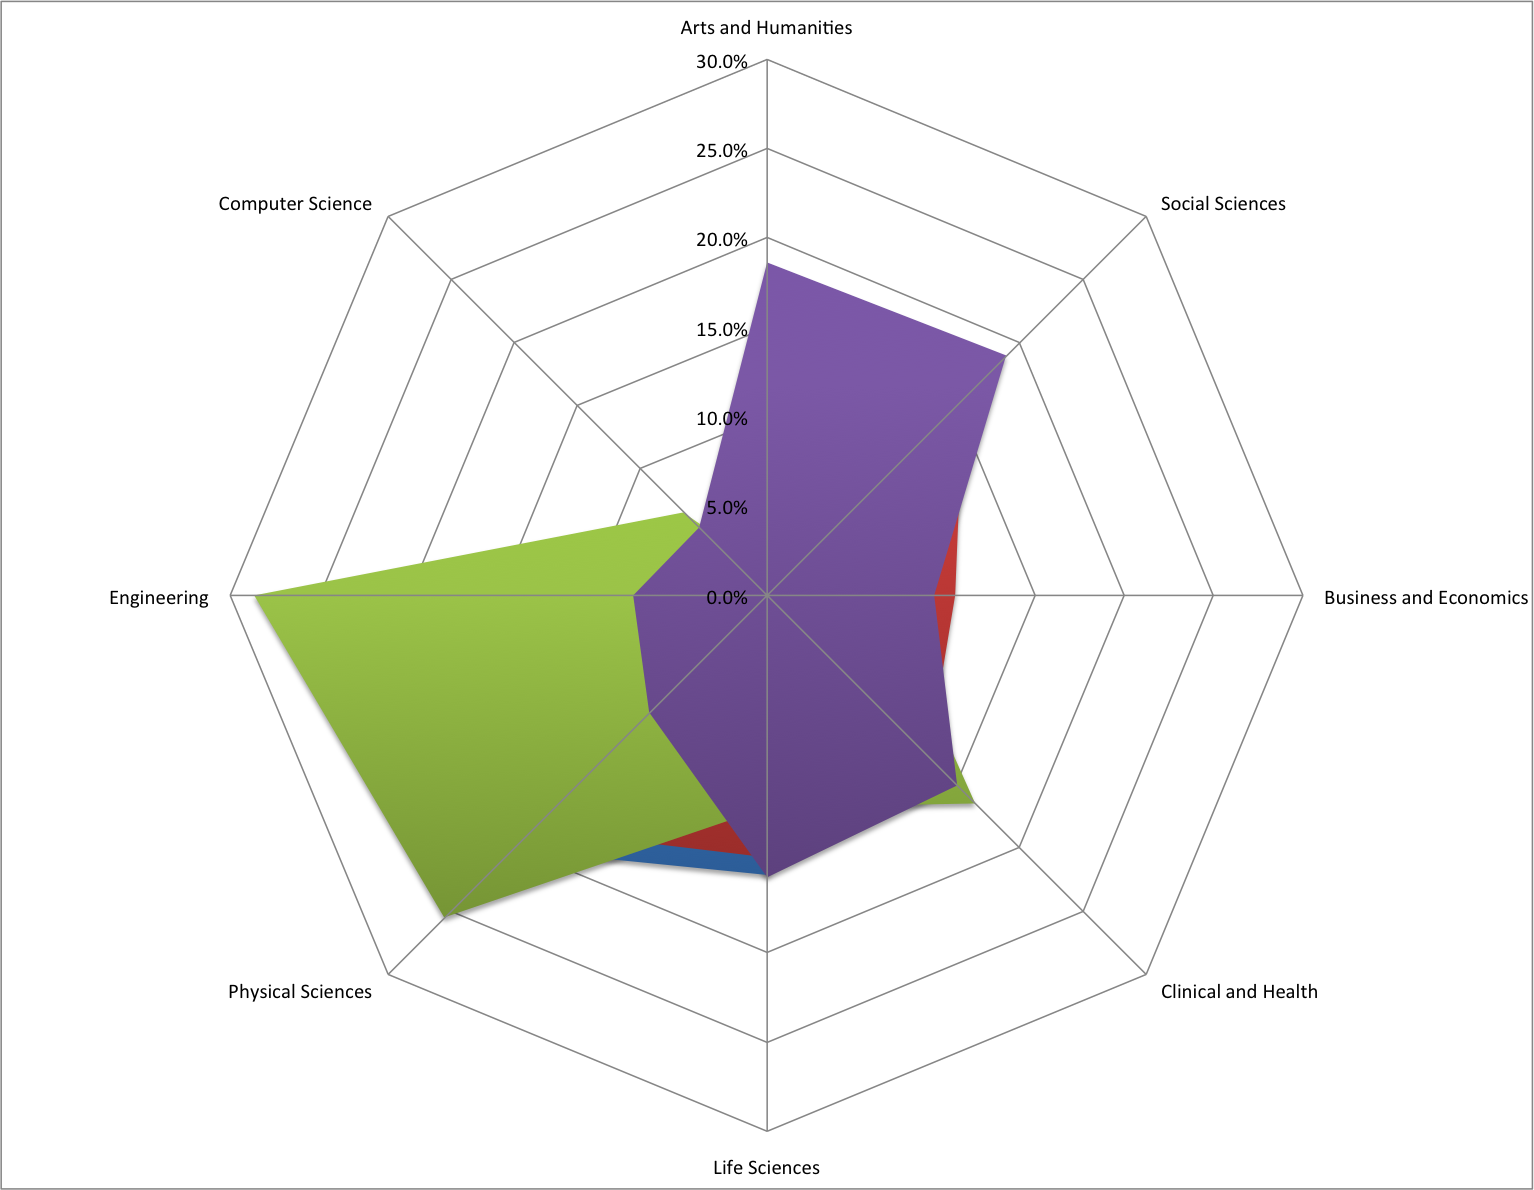 Arts and Humanities
30.0%
25.0%
Computer Science
Social Sciences
20.0%
15.0%
10.0%
5.0%
Engineering
0.0%
Business and Economics
Physical Sciences
Clinical and Health
Life Sciences